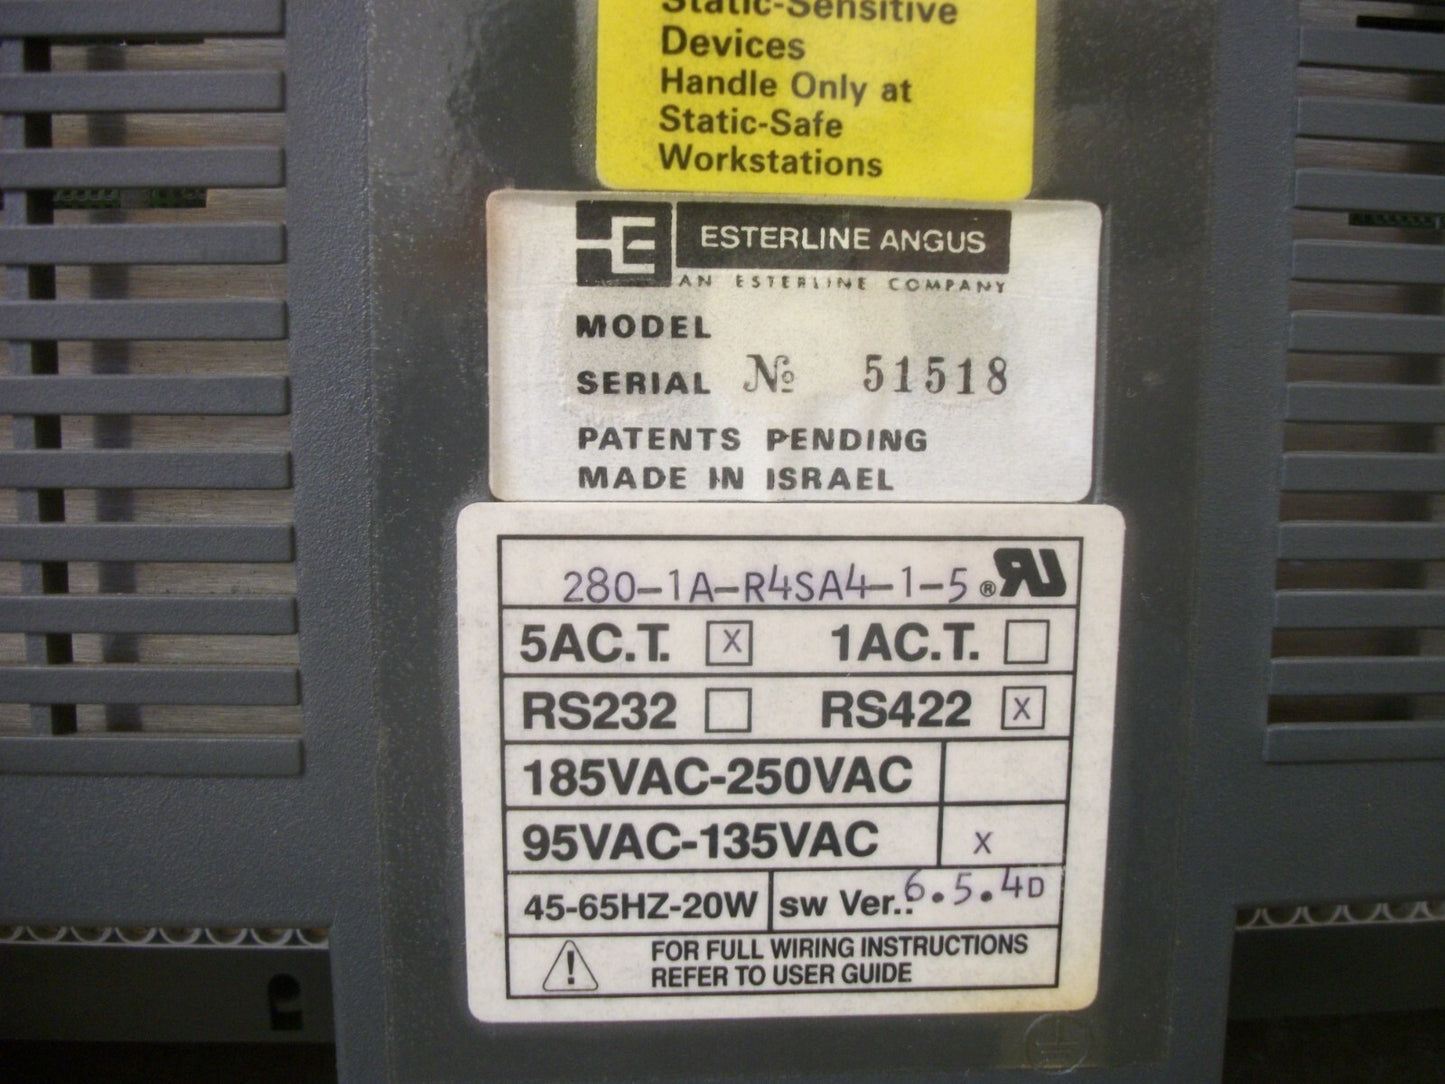 Static-Sensitive
Devices
Handle Only at
Static-Safe
Workstations
E ESTERLINE ANGUS
AN ESTERLINE COMPANY
MODEL
SERIAL № 51518
PATENTS PENDING
MADE IN ISRAEL
280-1A-R4SA4-1-5 ® RU
5AC.T. X 1AC.T.
RS232 RS422 X
185VAC-250VAC
95VAC-135VAC X
45-65HZ-20W sw Ver.: 6.5.4D
! FOR FULL WIRING INSTRUCTIONS
REFER TO USER GUIDE